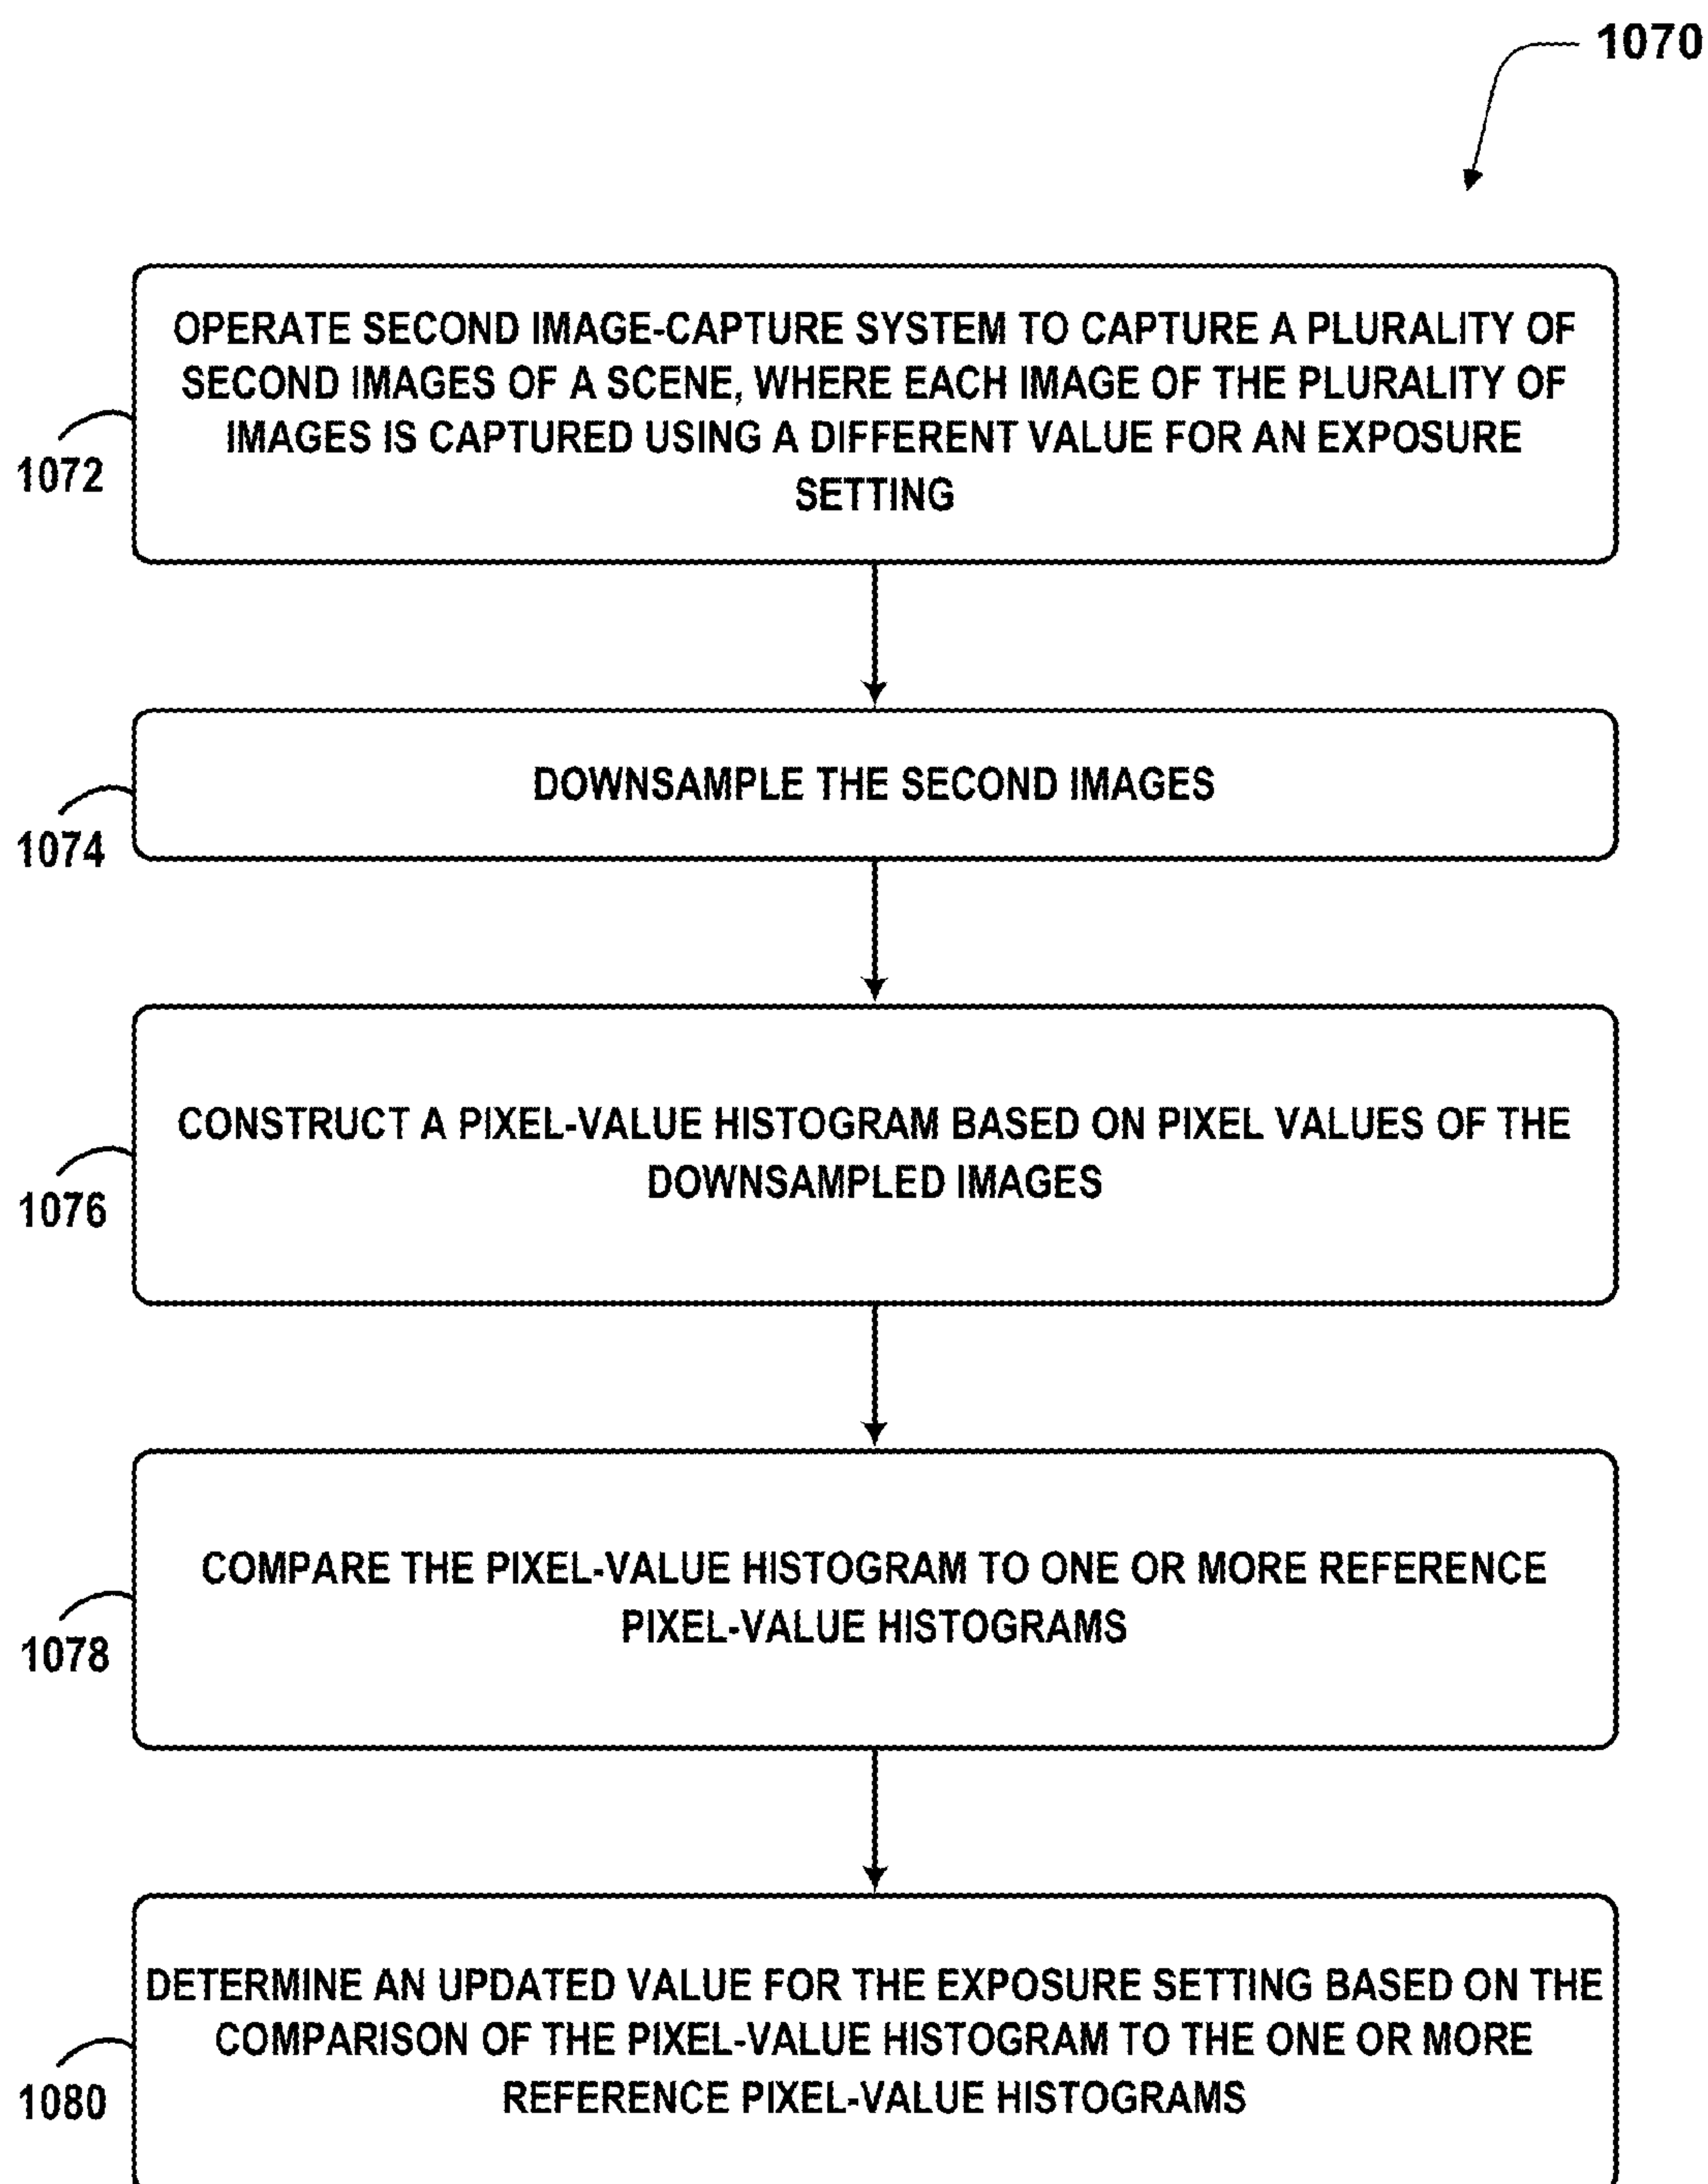 1070
OPERATE SECOND IMAGE-CAPTURE SYSTEM TO CAPTURE A PLURALITY OF
SECOND IMAGES OF A SCENE, WHERE EACH IMAGE OF THE PLURALITY OF
IMAGES IS CAPTURED USING A DIFFERENT VALUE FOR AN EXPOSURE
SETTING
1072
DOWNSAMPLE THE SECOND IMAGES
1074
CONSTRUCT A PIXEL-VALUE HISTOGRAM BASED ON PIXEL VALUES OF THE
DOWNSAMPLED IMAGES
1076
COMPARE THE PIXEL-VALUE HISTOGRAM TO ONE OR MORE REFERENCE
PIXEL-VALUE HISTOGRAMS
1078
DETERMINE AN UPDATED VALUE FOR THE EXPOSURE SETTING BASED ON THE
COMPARISON OF THE PIXEL-VALUE HISTOGRAM TO THE ONE OR MORE
REFERENCE PIXEL-VALUE HISTOGRAMS
1080